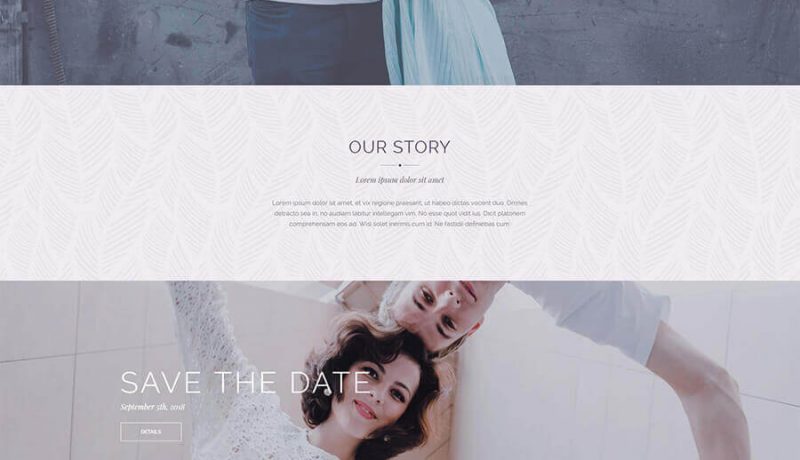 OUR STORY
Lorem ipsum dolor sit amet
Lorem ipsum dolor sit amet, et vix regione praesent, ut habeo dictas vocent duo. Omnes
detracto sea in, no audiam labitur intellegam vim. No esse quot vidit ius. Dicit platonem
comprehensam eos ad. Wisi solet inermis cum id. Ne fastidii definiebas cum
SAVE THE DATE
September 5th, 2018
DETAILS